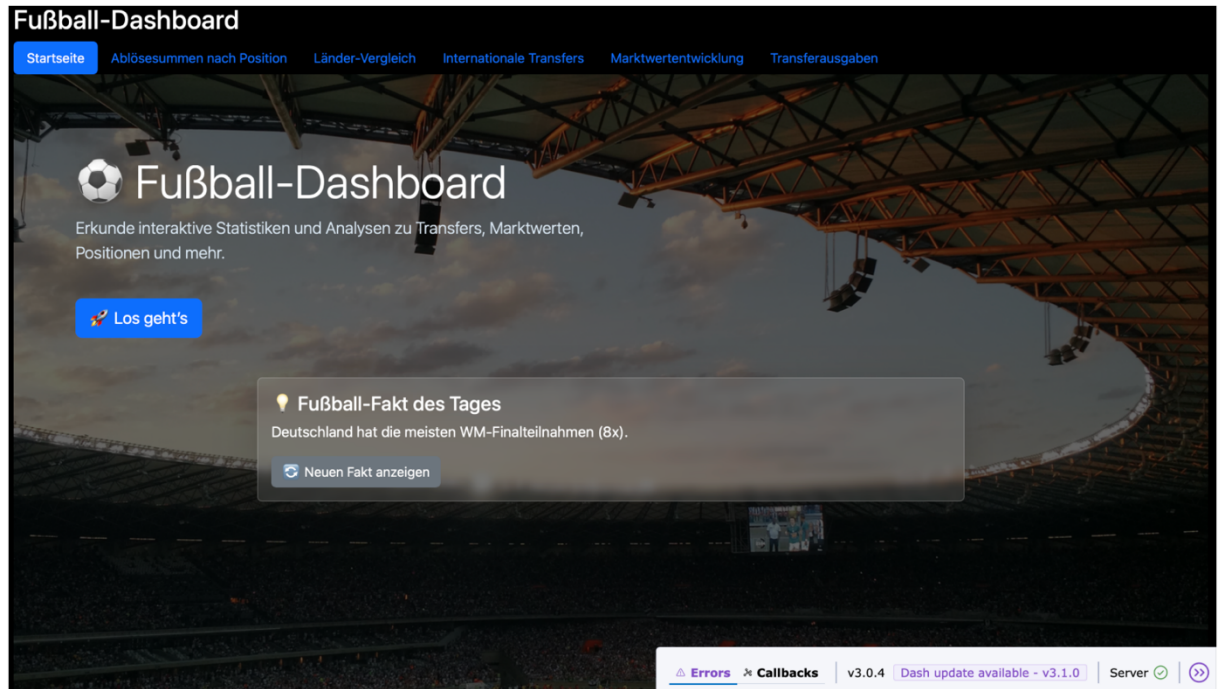 Fußball-Dashboard
Startseite Ablösesummen nach Position Länder-Vergleich Internationale Transfers Marktwertentwicklung Transferausgaben
⚽ Fußball-Dashboard
Erkunde interaktive Statistiken und Analysen zu Transfers, Marktwerten,
Positionen und mehr.
🚀 Los geht's
💡 Fußball-Fakt des Tages
Deutschland hat die meisten WM-Finalteilnahmen (8x).
🔄 Neuen Fakt anzeigen
Errors Callbacks v3.0.4 Dash update available - v3.1.0 Server